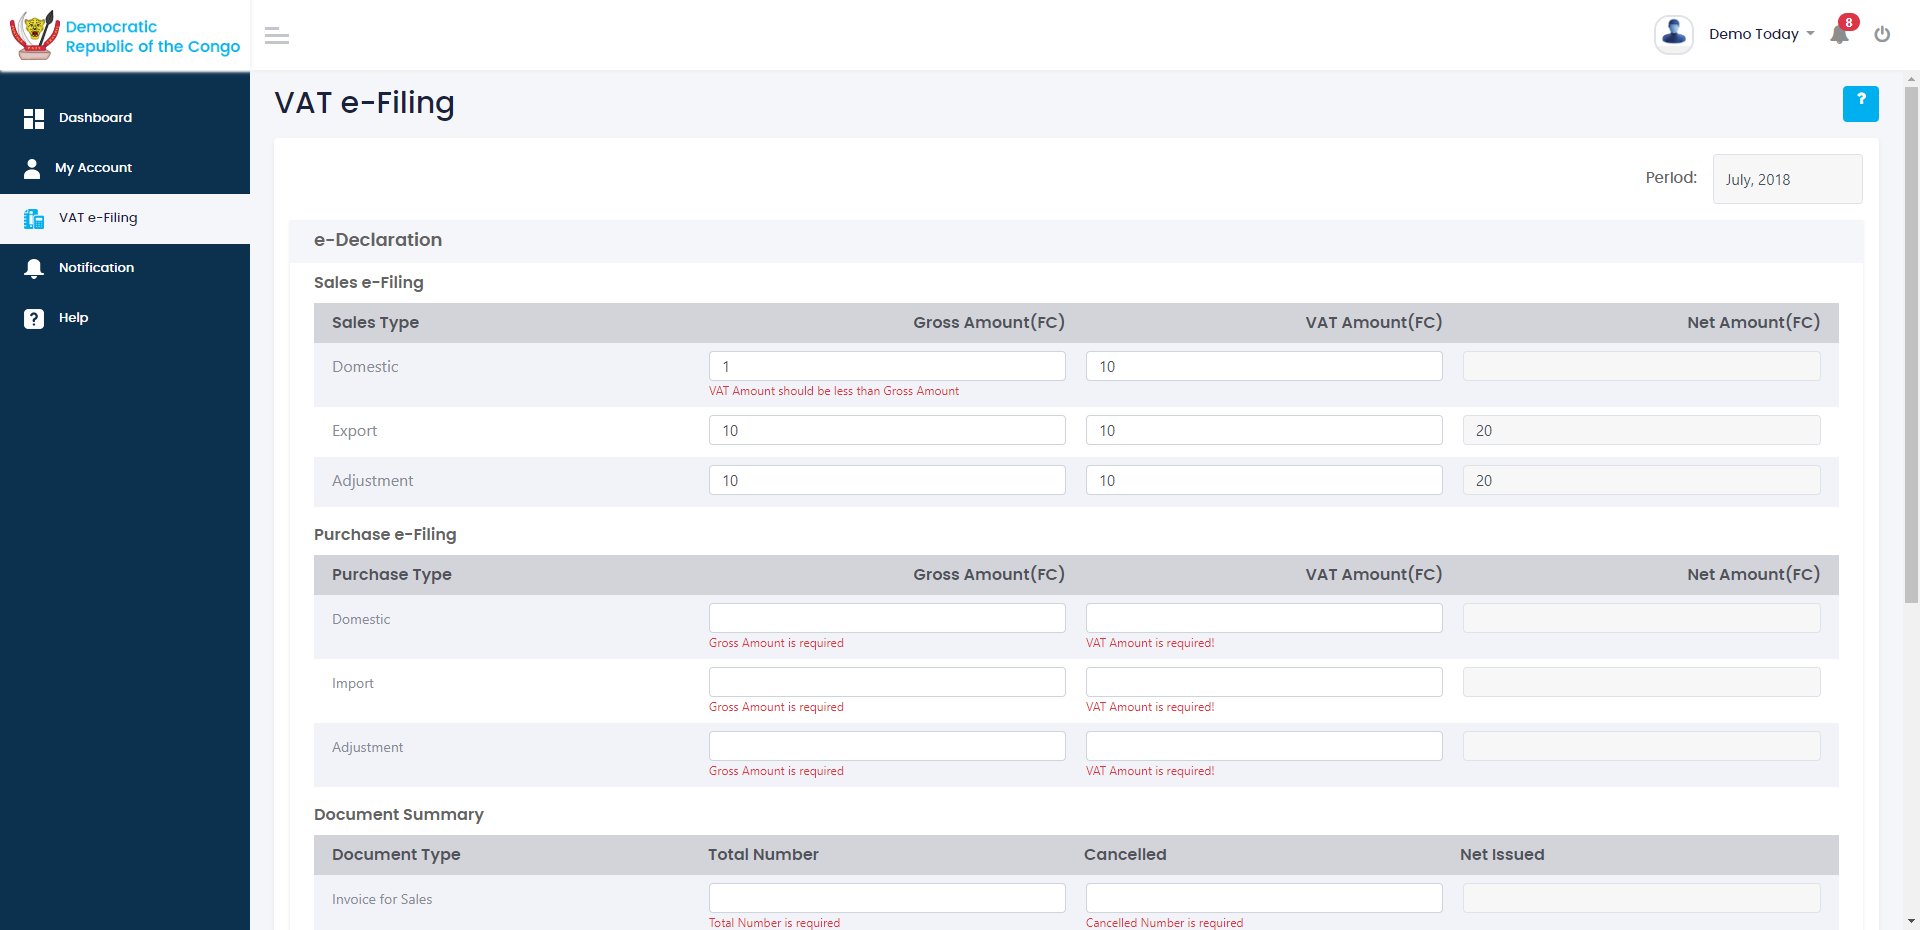 Democratic
Republic of the Congo
Demo Today
8
Dashboard
My Account
VAT e-Filing
Notification
Help
VAT e-Filing
?
Period:
July, 2018
e-Declaration
Sales e-Filing
Sales Type Gross Amount(FC) VAT Amount(FC) Net Amount(FC)
Domestic 1 10
VAT Amount should be less than Gross Amount
Export 10 10 20
Adjustment 10 10 20
Purchase e-Filing
Purchase Type Gross Amount(FC) VAT Amount(FC) Net Amount(FC)
Domestic
Gross Amount is required VAT Amount is required!
Import
Gross Amount is required VAT Amount is required!
Adjustment
Gross Amount is required VAT Amount is required!
Document Summary
Document Type Total Number Cancelled Net Issued
Invoice for Sales
Total Number is required Cancelled Number is required